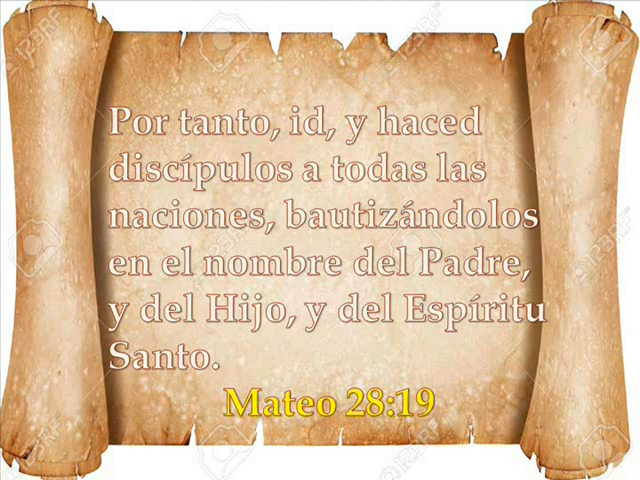 Por tanto, id, y haced
discípulos a todas las
naciones, bautizándolos
en el nombre del Padre,
y del Hijo, y del Espíritu
Santo.
Mateo 28:19
123RF